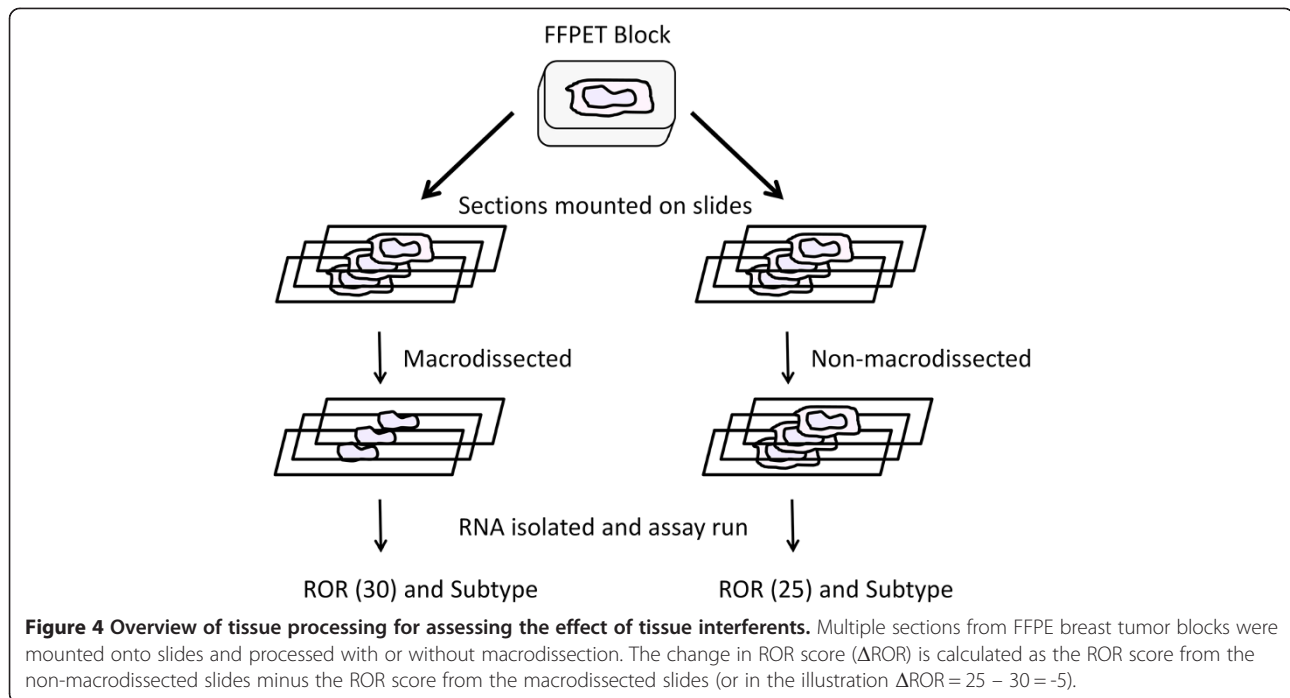 FFPET Block
Sections mounted on slides
Macrodissected
Non-macrodissected
RNA isolated and assay run
ROR (30) and Subtype
ROR (25) and Subtype
Figure 4 Overview of tissue processing for assessing the effect of tissue interferents. Multiple sections from FFPE breast tumor blocks were
mounted onto slides and processed with or without macrodissection. The change in ROR score (ΔROR) is calculated as the ROR score from the
non-macrodissected slides minus the ROR score from the macrodissected slides (or in the illustration ΔROR = 25 – 30 = -5).